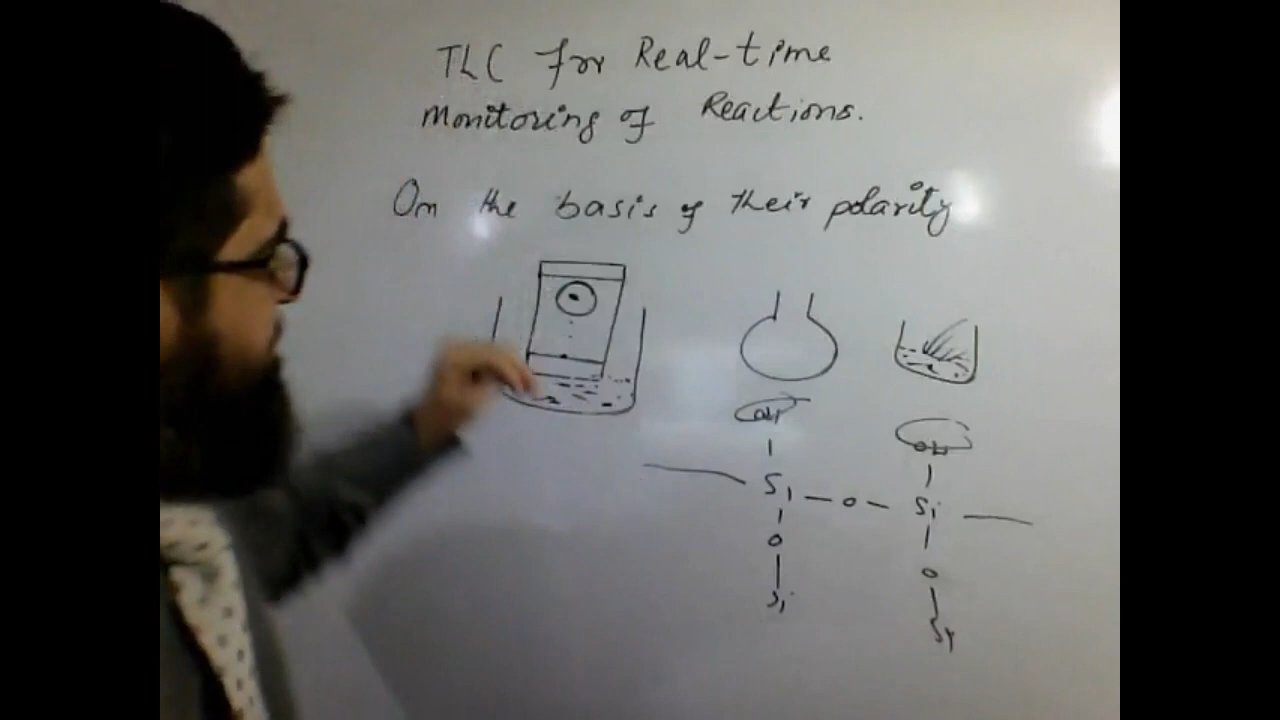 TLC for Real-time
monitoring of Reactions.
On the basis of their polarity
OH OH
Si — O — Si
O O
Si Si